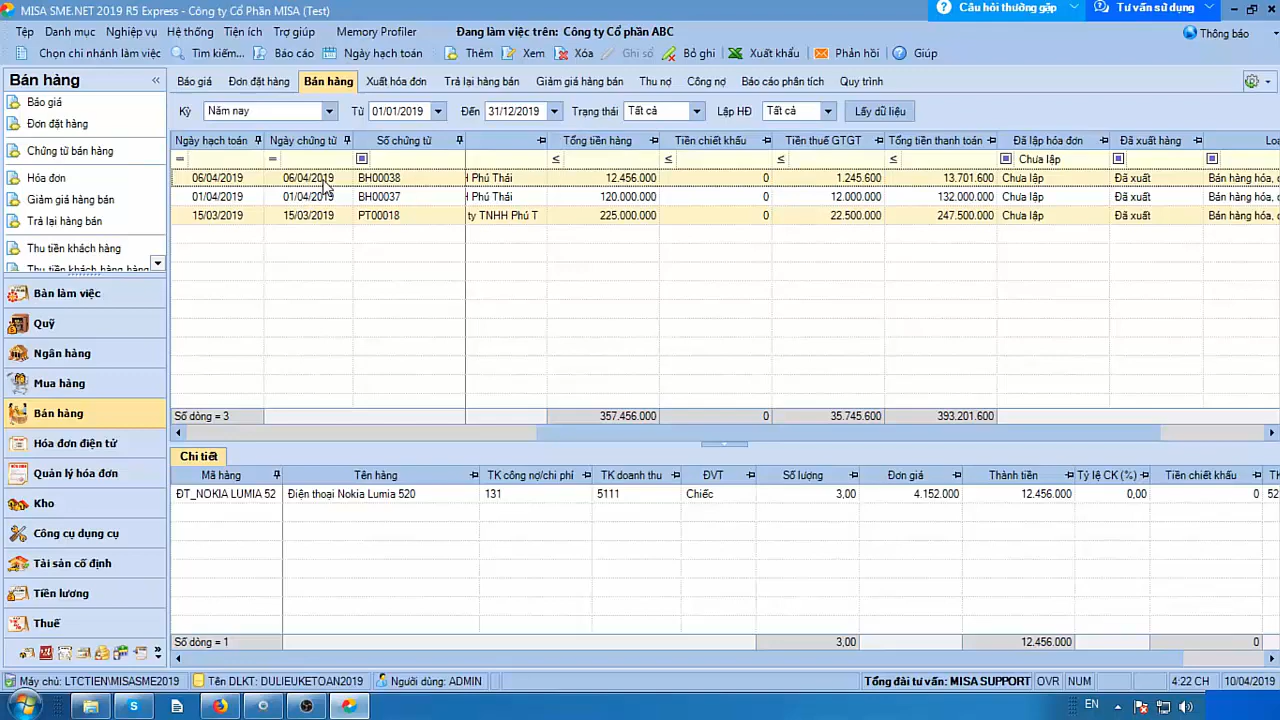 MISA SME.NET 2019 R5 Express - Công ty Cổ Phần MISA (Test)
Câu hỏi thường gặp Tư vấn sử dụng
Tệp Danh mục Nghiệp vụ Hệ thống Tiện ích Trợ giúp Memory Profiler Đang làm việc trên: Công ty Cổ phần ABC Thông báo
Chọn chi nhánh làm việc Tìm kiếm... Báo cáo Ngày hạch toán Thêm Xem Xóa Ghi sổ Bỏ ghi Xuất khẩu Phản hồi Giúp
Bán hàng «
Báo giá
Đơn đặt hàng
Chứng từ bán hàng
Hóa đơn
Giảm giá hàng bán
Trả lại hàng bán
Thu tiền khách hàng
Thu tiền khách hàng hàng
Bàn làm việc
Quỹ
Ngân hàng
Mua hàng
Bán hàng
Hóa đơn điện tử
Quản lý hóa đơn
Kho
Công cụ dụng cụ
Tài sản cố định
Tiền lương
Thuế
Báo giá Đơn đặt hàng Bán hàng Xuất hóa đơn Trả lại hàng bán Giảm giá hàng bán Thu nợ Công nợ Báo cáo phân tích Quy trình
Kỳ Năm nay Từ 01/01/2019 Đến 31/12/2019 Trạng thái Tất cả Lập HĐ Tất cả Lấy dữ liệu
Ngày hạch toán Ngày chứng từ Số chứng từ Tổng tiền hàng Tiền chiết khấu Tiền thuế GTGT Tổng tiền thanh toán Đã lập hóa đơn Đã xuất hàng Loạ
= = ≤ ≤ ≤ ≤ Chưa lập
06/04/2019 06/04/2019 BH00038 H Phú Thái 12.456.000 0 1.245.600 13.701.600 Chưa lập Đã xuất Bán hàng hóa, d
01/04/2019 01/04/2019 BH00037 H Phú Thái 120.000.000 0 12.000.000 132.000.000 Chưa lập Đã xuất Bán hàng hóa, d
15/03/2019 15/03/2019 PT00018 ty TNHH Phú T 225.000.000 0 22.500.000 247.500.000 Chưa lập Đã xuất Bán hàng hóa, d
Số dòng = 3 357.456.000 0 35.745.600 393.201.600
Chi tiết
Mã hàng Tên hàng TK công nợ/chi phí TK doanh thu ĐVT Số lượng Đơn giá Thành tiền Tỷ lệ CK (%) Tiền chiết khấu TK
ĐT_NOKIA LUMIA 52 Điện thoại Nokia Lumia 520 131 5111 Chiếc 3,00 4.152.000 12.456.000 0,00 0 52
Số dòng = 1 3,00 12.456.000 0
Máy chủ: LTCTIEN\MISASME2019 Tên DLKT: DULIEUKETOAN2019 Người dùng: ADMIN Tổng đài tư vấn: MISA SUPPORT OVR NUM 4:22 CH 10/04/2019
EN